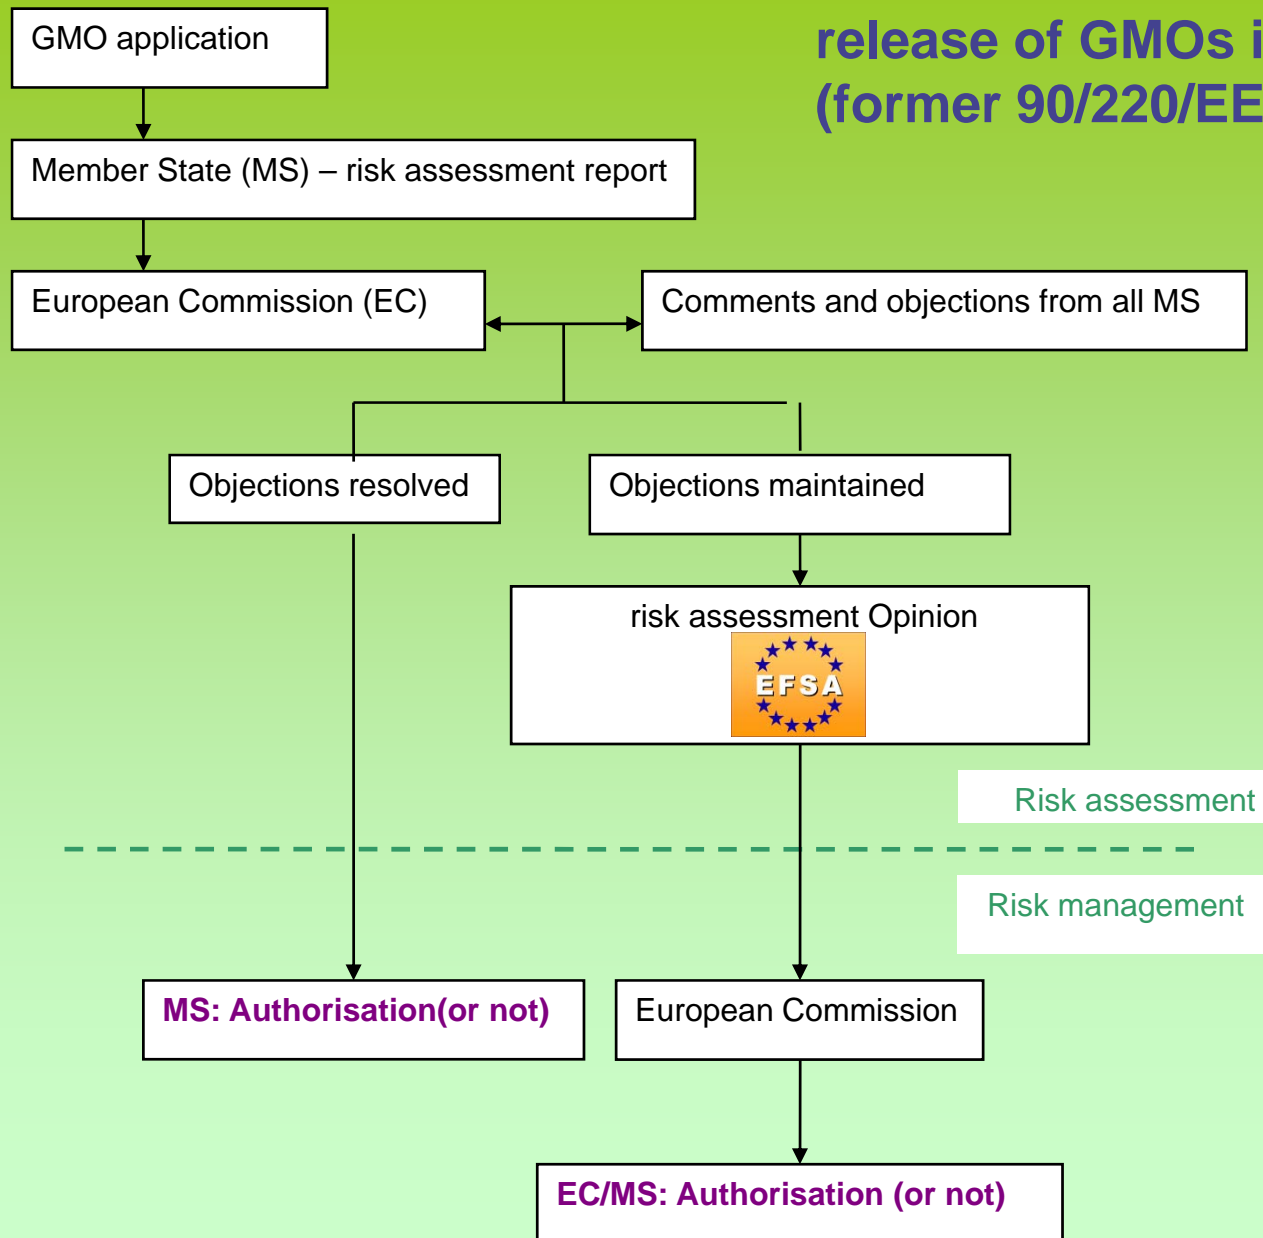 release of GMOs i
(former 90/220/EE
GMO application
Member State (MS) – risk assessment report
European Commission (EC)
Comments and objections from all MS
Objections resolved
Objections maintained
risk assessment Opinion
EFSA
Risk assessment
Risk management
MS: Authorisation(or not)
European Commission
EC/MS: Authorisation (or not)